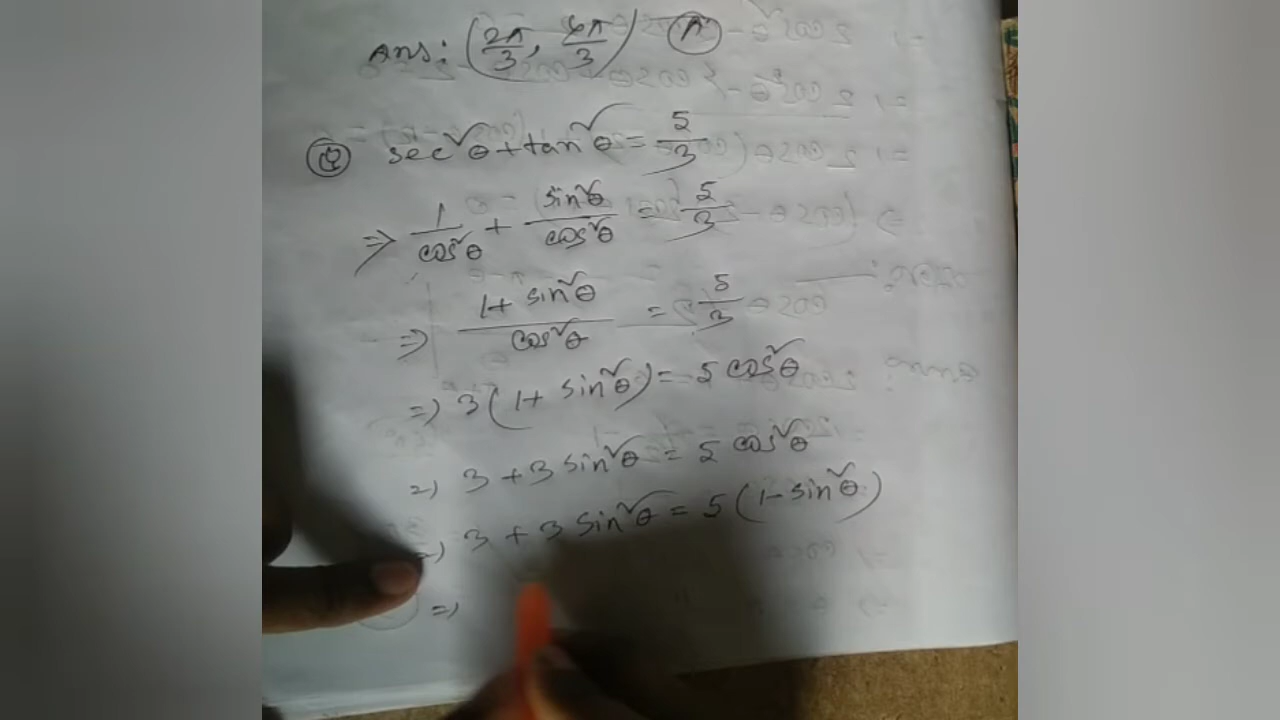 Ans: (2π/3, 4π/3)
sec²θ + tan²θ = 5/3
⇒ 1/cos²θ + sin²θ/cos²θ = 5/3
⇒ 1 + sin²θ/cos²θ = 5/3
⇒ 3(1 + sin²θ) = 5 cos²θ
⇒ 3 + 3 sin²θ = 5 cos²θ
⇒ 3 + 3 sin²θ = 5(1 - sin²θ)
⇒